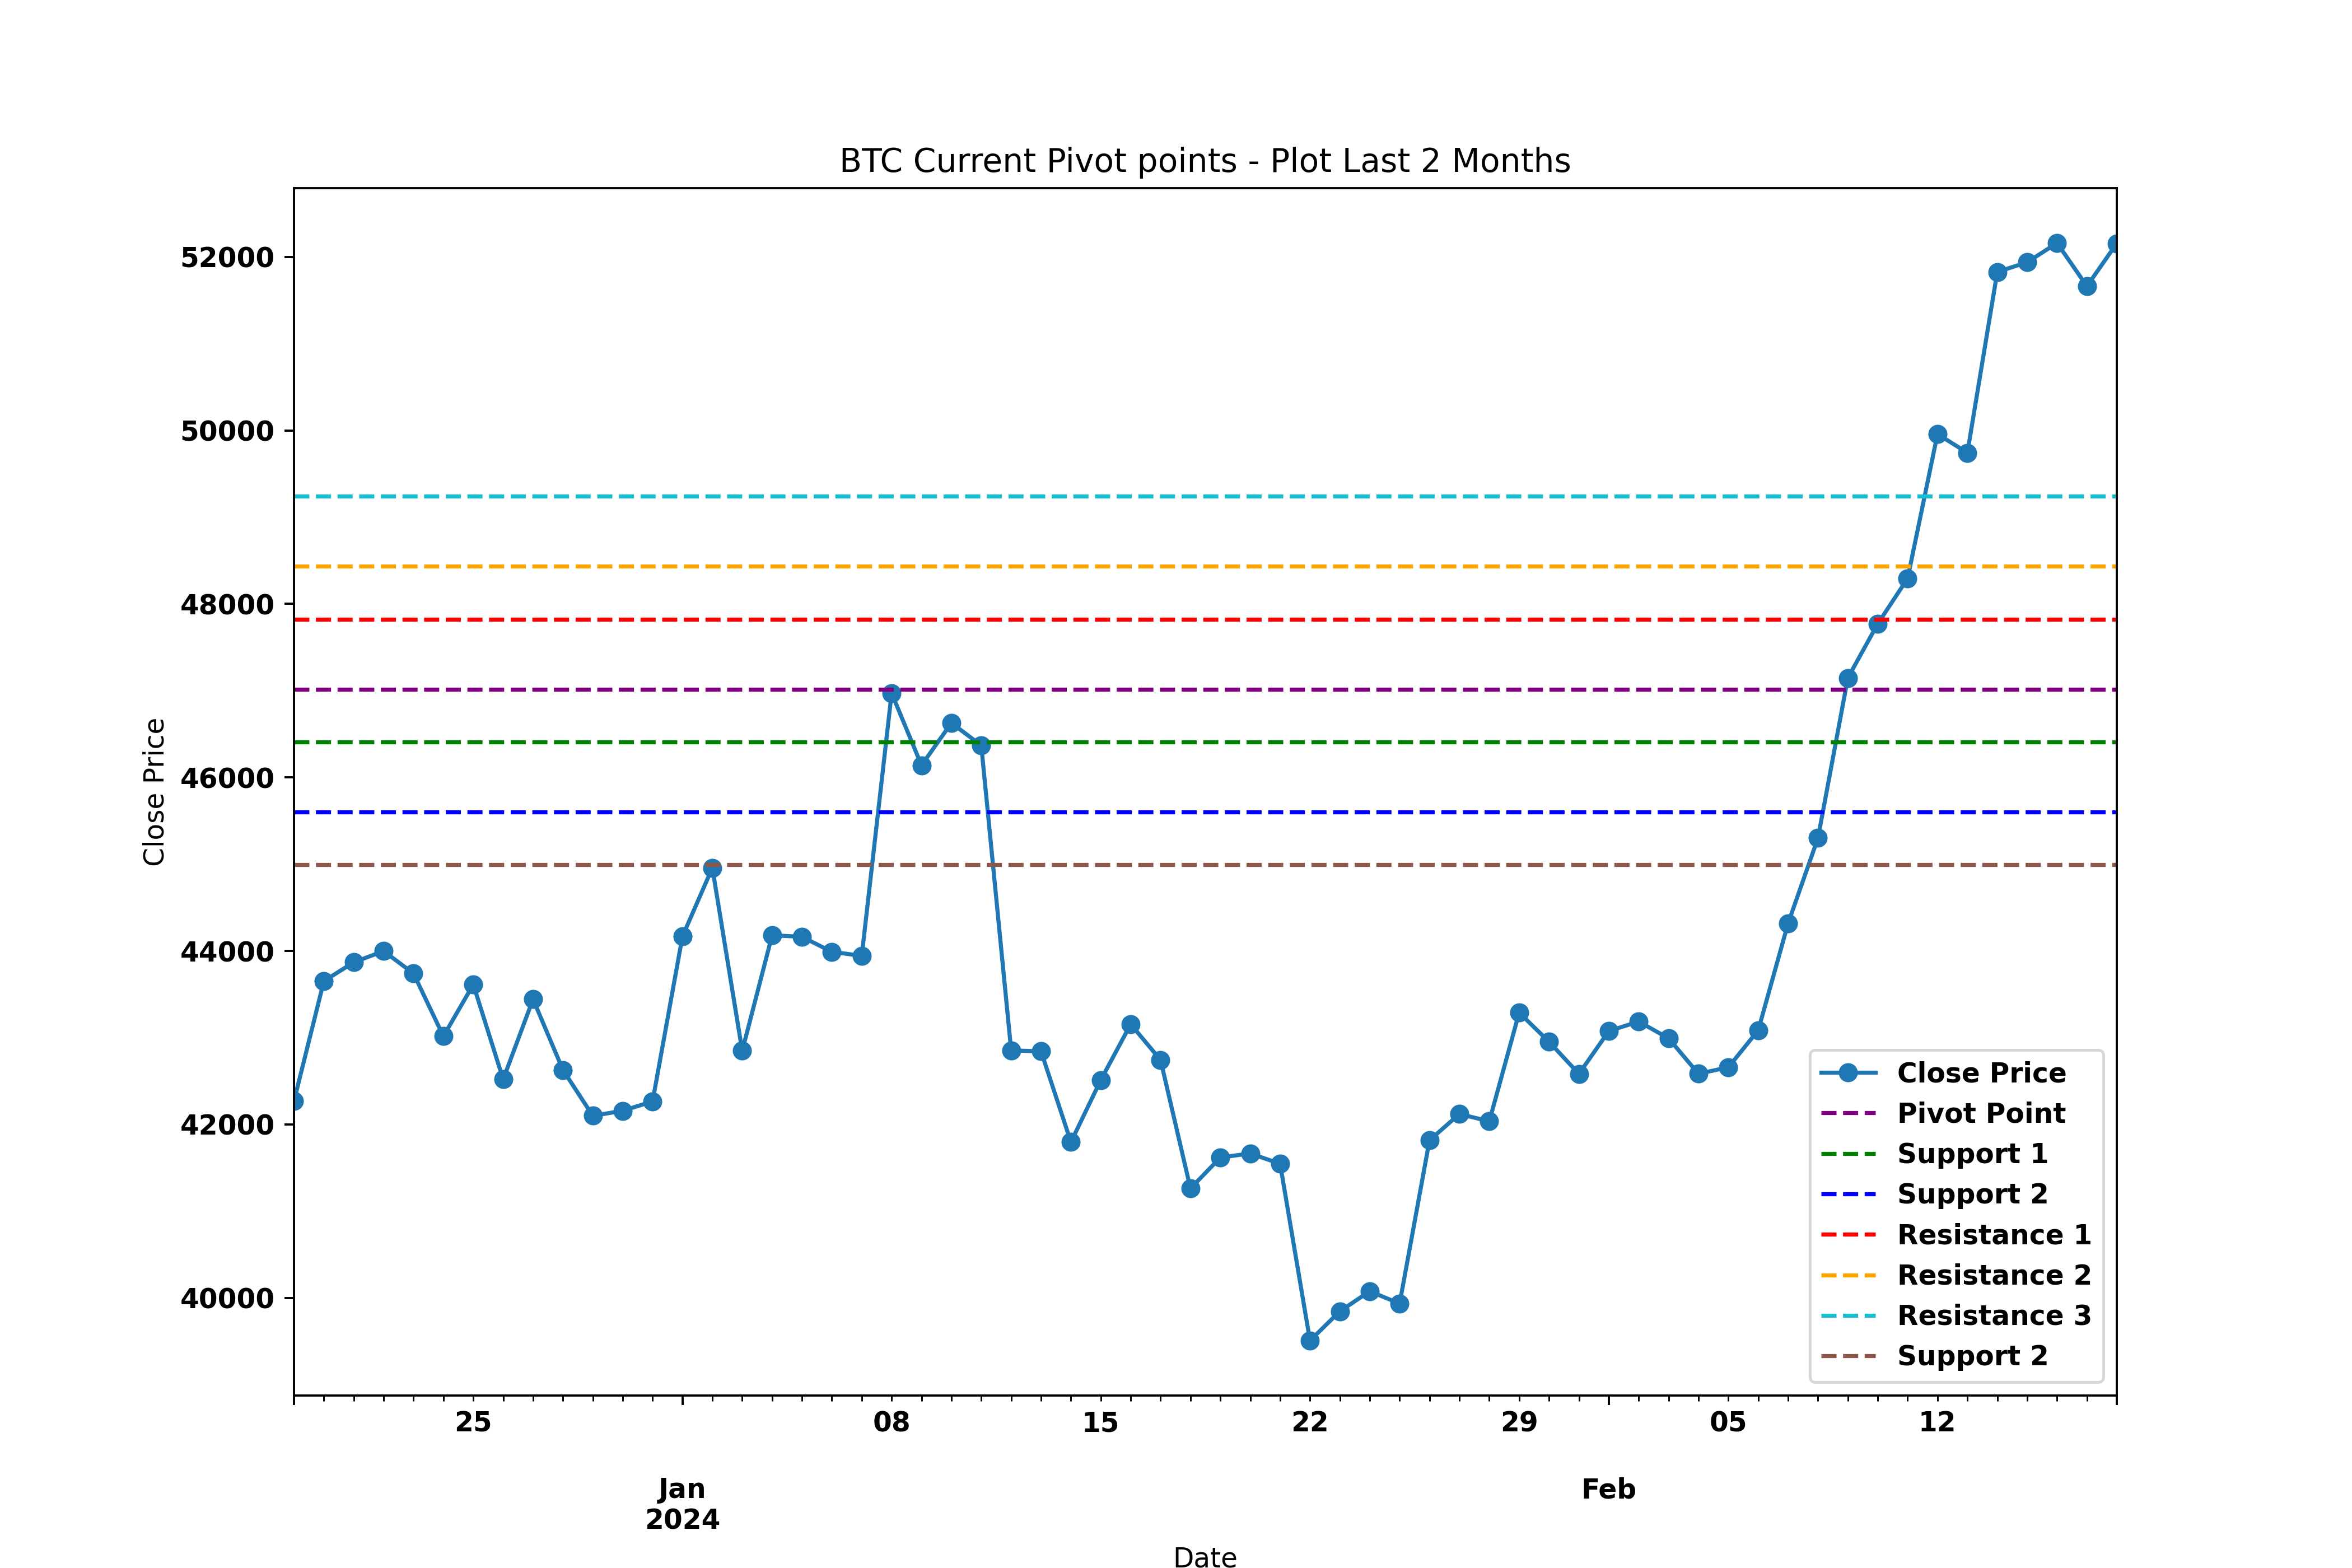 BTC Current Pivot points - Plot Last 2 Months
52000
50000
48000
46000
44000
42000
40000
Close Price
Close Price
Pivot Point
Support 1
Support 2
Resistance 1
Resistance 2
Resistance 3
Support 2
25 08 15 22 29 05 12
Jan Feb
2024
Date